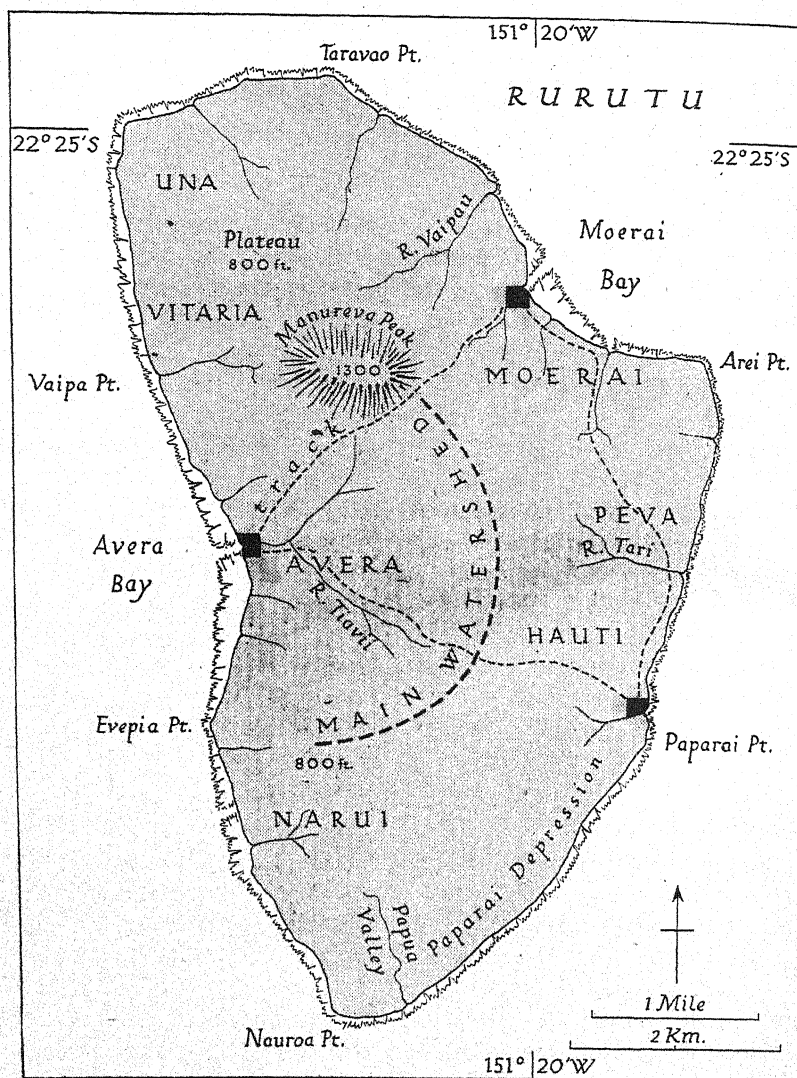 151° 20'W
Taravao Pt.
RURUTU
22°25'S
22°25'S
UNA
Plateau
800 ft.
R. Vaipau
Moerai
Bay
VITARIA
Manureva Peak
1300
MOERAI
Vaipa Pt.
Arei Pt.
track
PEVA
R. Tari
Avera
Bay
AVERA
R. Tiavii
HAUTI
MAIN WATERSHED
Evepia Pt.
800 ft.
Paparai Pt.
NARUI
Paparai Depression
Papua
Valley
1 Mile
2 Km.
Nauroa Pt.
151° 20'W